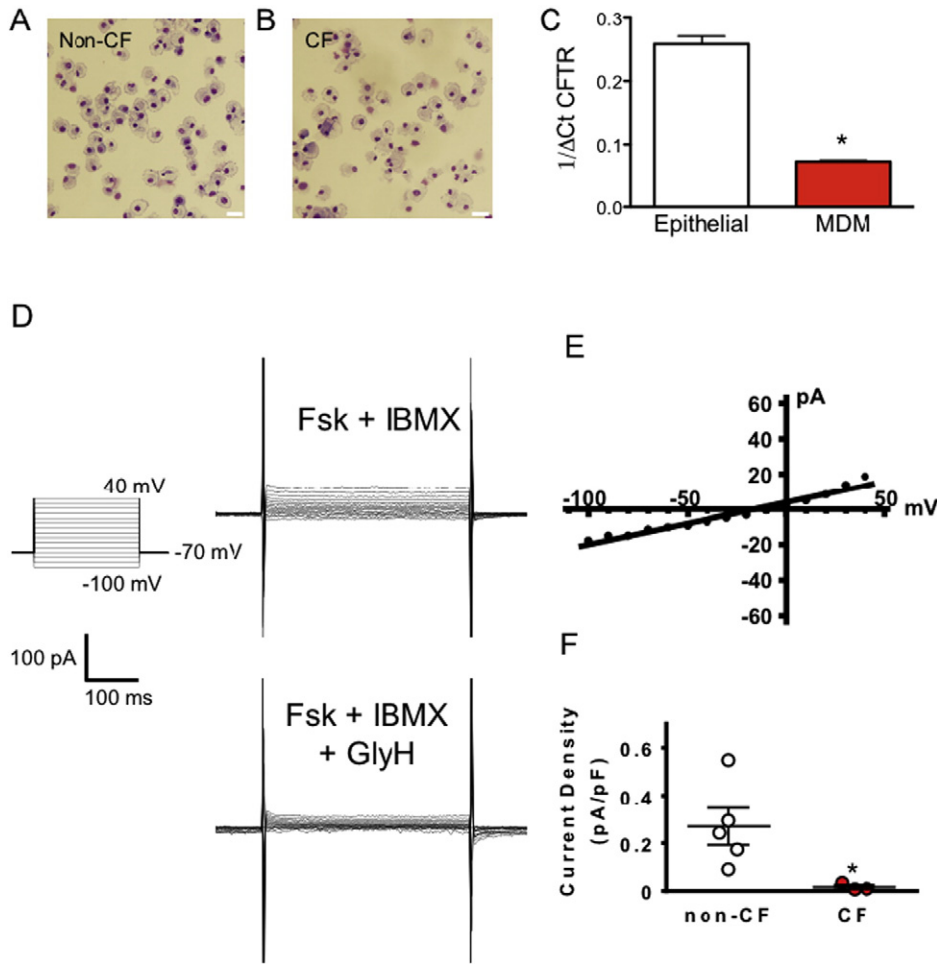 A
Non-CF
B
CF
C
1/ΔCt CFTR
0.3
0.2
0.1
0.0
*
Epithelial
MDM
D
Fsk + IBMX
40 mV
-70 mV
-100 mV
100 pA
100 ms
Fsk + IBMX
+ GlyH
E
pA
60
40
20
-100
-50
50
mV
-20
-40
-60
F
Current Density
(pA/pF)
0.6
0.4
0.2
0
*
non-CF
CF